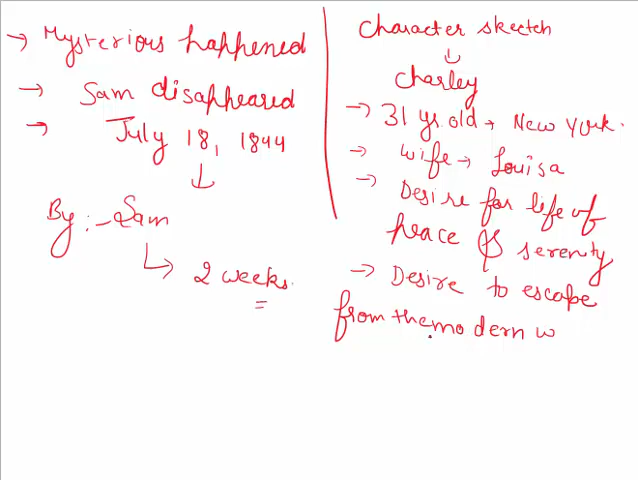 → Mysterious happened
→ Sam disappeared
→ July 18, 1844
↓
By:- Sam
↳ 2 weeks.
Character sketch
↓
Charley
→ 31 yr. old, New York.
→ Wife → Louisa
→ Desire for life of
peace & serenity
→ Desire to escape
from the modern w